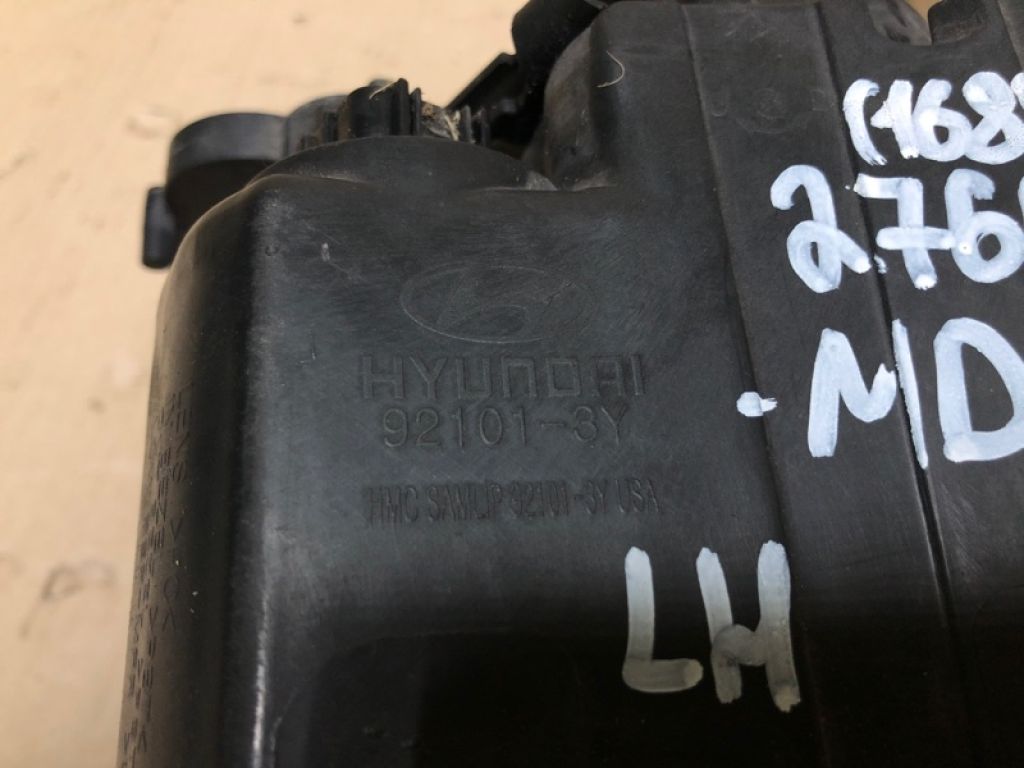 (168
276
-MD
HYUNDAI
92101-3Y
HMC SAMLIP 92101-3Y USA
LH